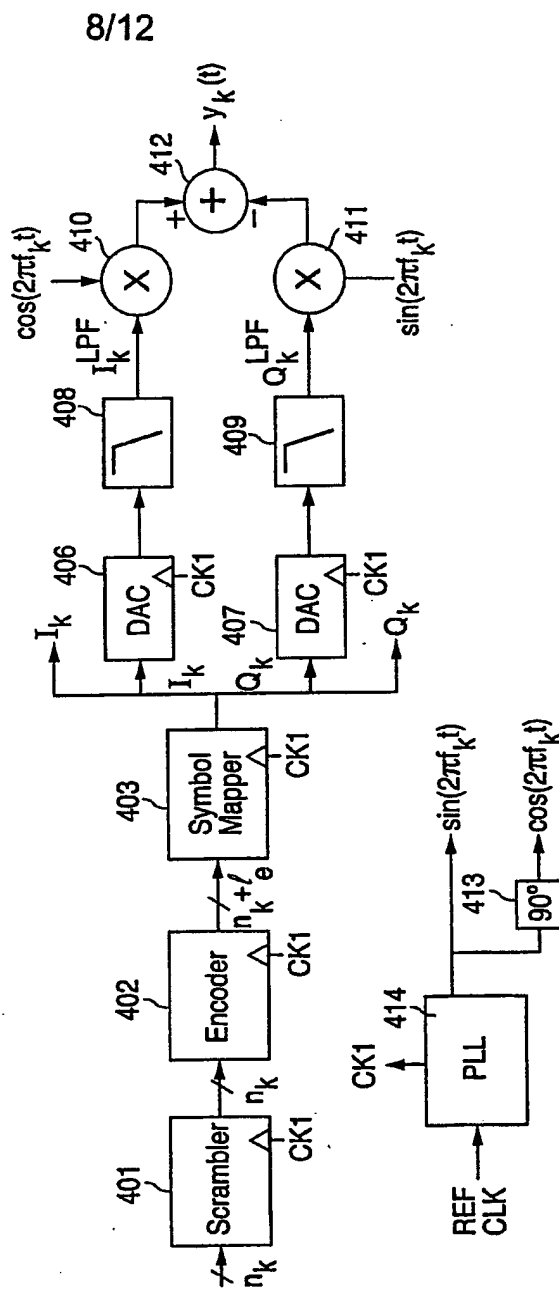 8/12
n_k
401
Scrambler
CK1
n_k
402
Encoder
CK1
n_k + ℓ_e
403
Symbol
Mapper
CK1
I_k
I_k
406
DAC
CK1
408
I_k^LPF
cos(2πf_kt)
410
X
+
412
+
y_k(t)
Q_k
Q_k
407
DAC
CK1
409
Q_k^LPF
sin(2πf_kt)
411
X
-
REF
CLK
414
PLL
CK1
sin(2πf_kt)
413
90°
cos(2πf_kt)